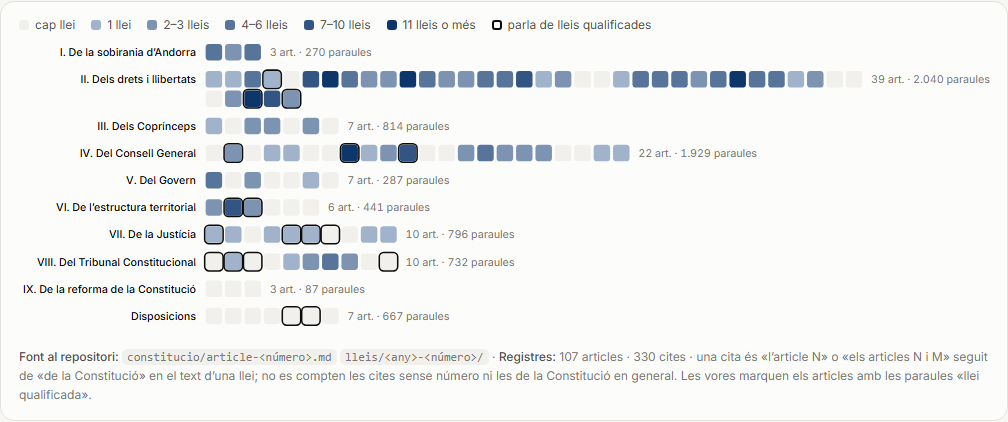 cap llei 1 llei 2–3 lleis 4–6 lleis 7–10 lleis 11 lleis o més parla de lleis qualificades
I. De la sobirania d’Andorra 3 art. · 270 paraules
II. Dels drets i llibertats 39 art. · 2.040 paraules
III. Dels Coprínceps 7 art. · 814 paraules
IV. Del Consell General 22 art. · 1.929 paraules
V. Del Govern 7 art. · 287 paraules
VI. De l’estructura territorial 6 art. · 441 paraules
VII. De la Justícia 10 art. · 796 paraules
VIII. Del Tribunal Constitucional 10 art. · 732 paraules
IX. De la reforma de la Constitució 3 art. · 87 paraules
Disposicions 7 art. · 667 paraules
Font al repositori: constitucio/article-<número>.md lleis/<any>-<número>/ · Registres: 107 articles · 330 cites · una cita és «l’article N» o «els articles N i M» seguit
de «de la Constitució» en el text d’una llei; no es compten les cites sense número ni les de la Constitució en general. Les vores marquen els articles amb les paraules «llei
qualificada».